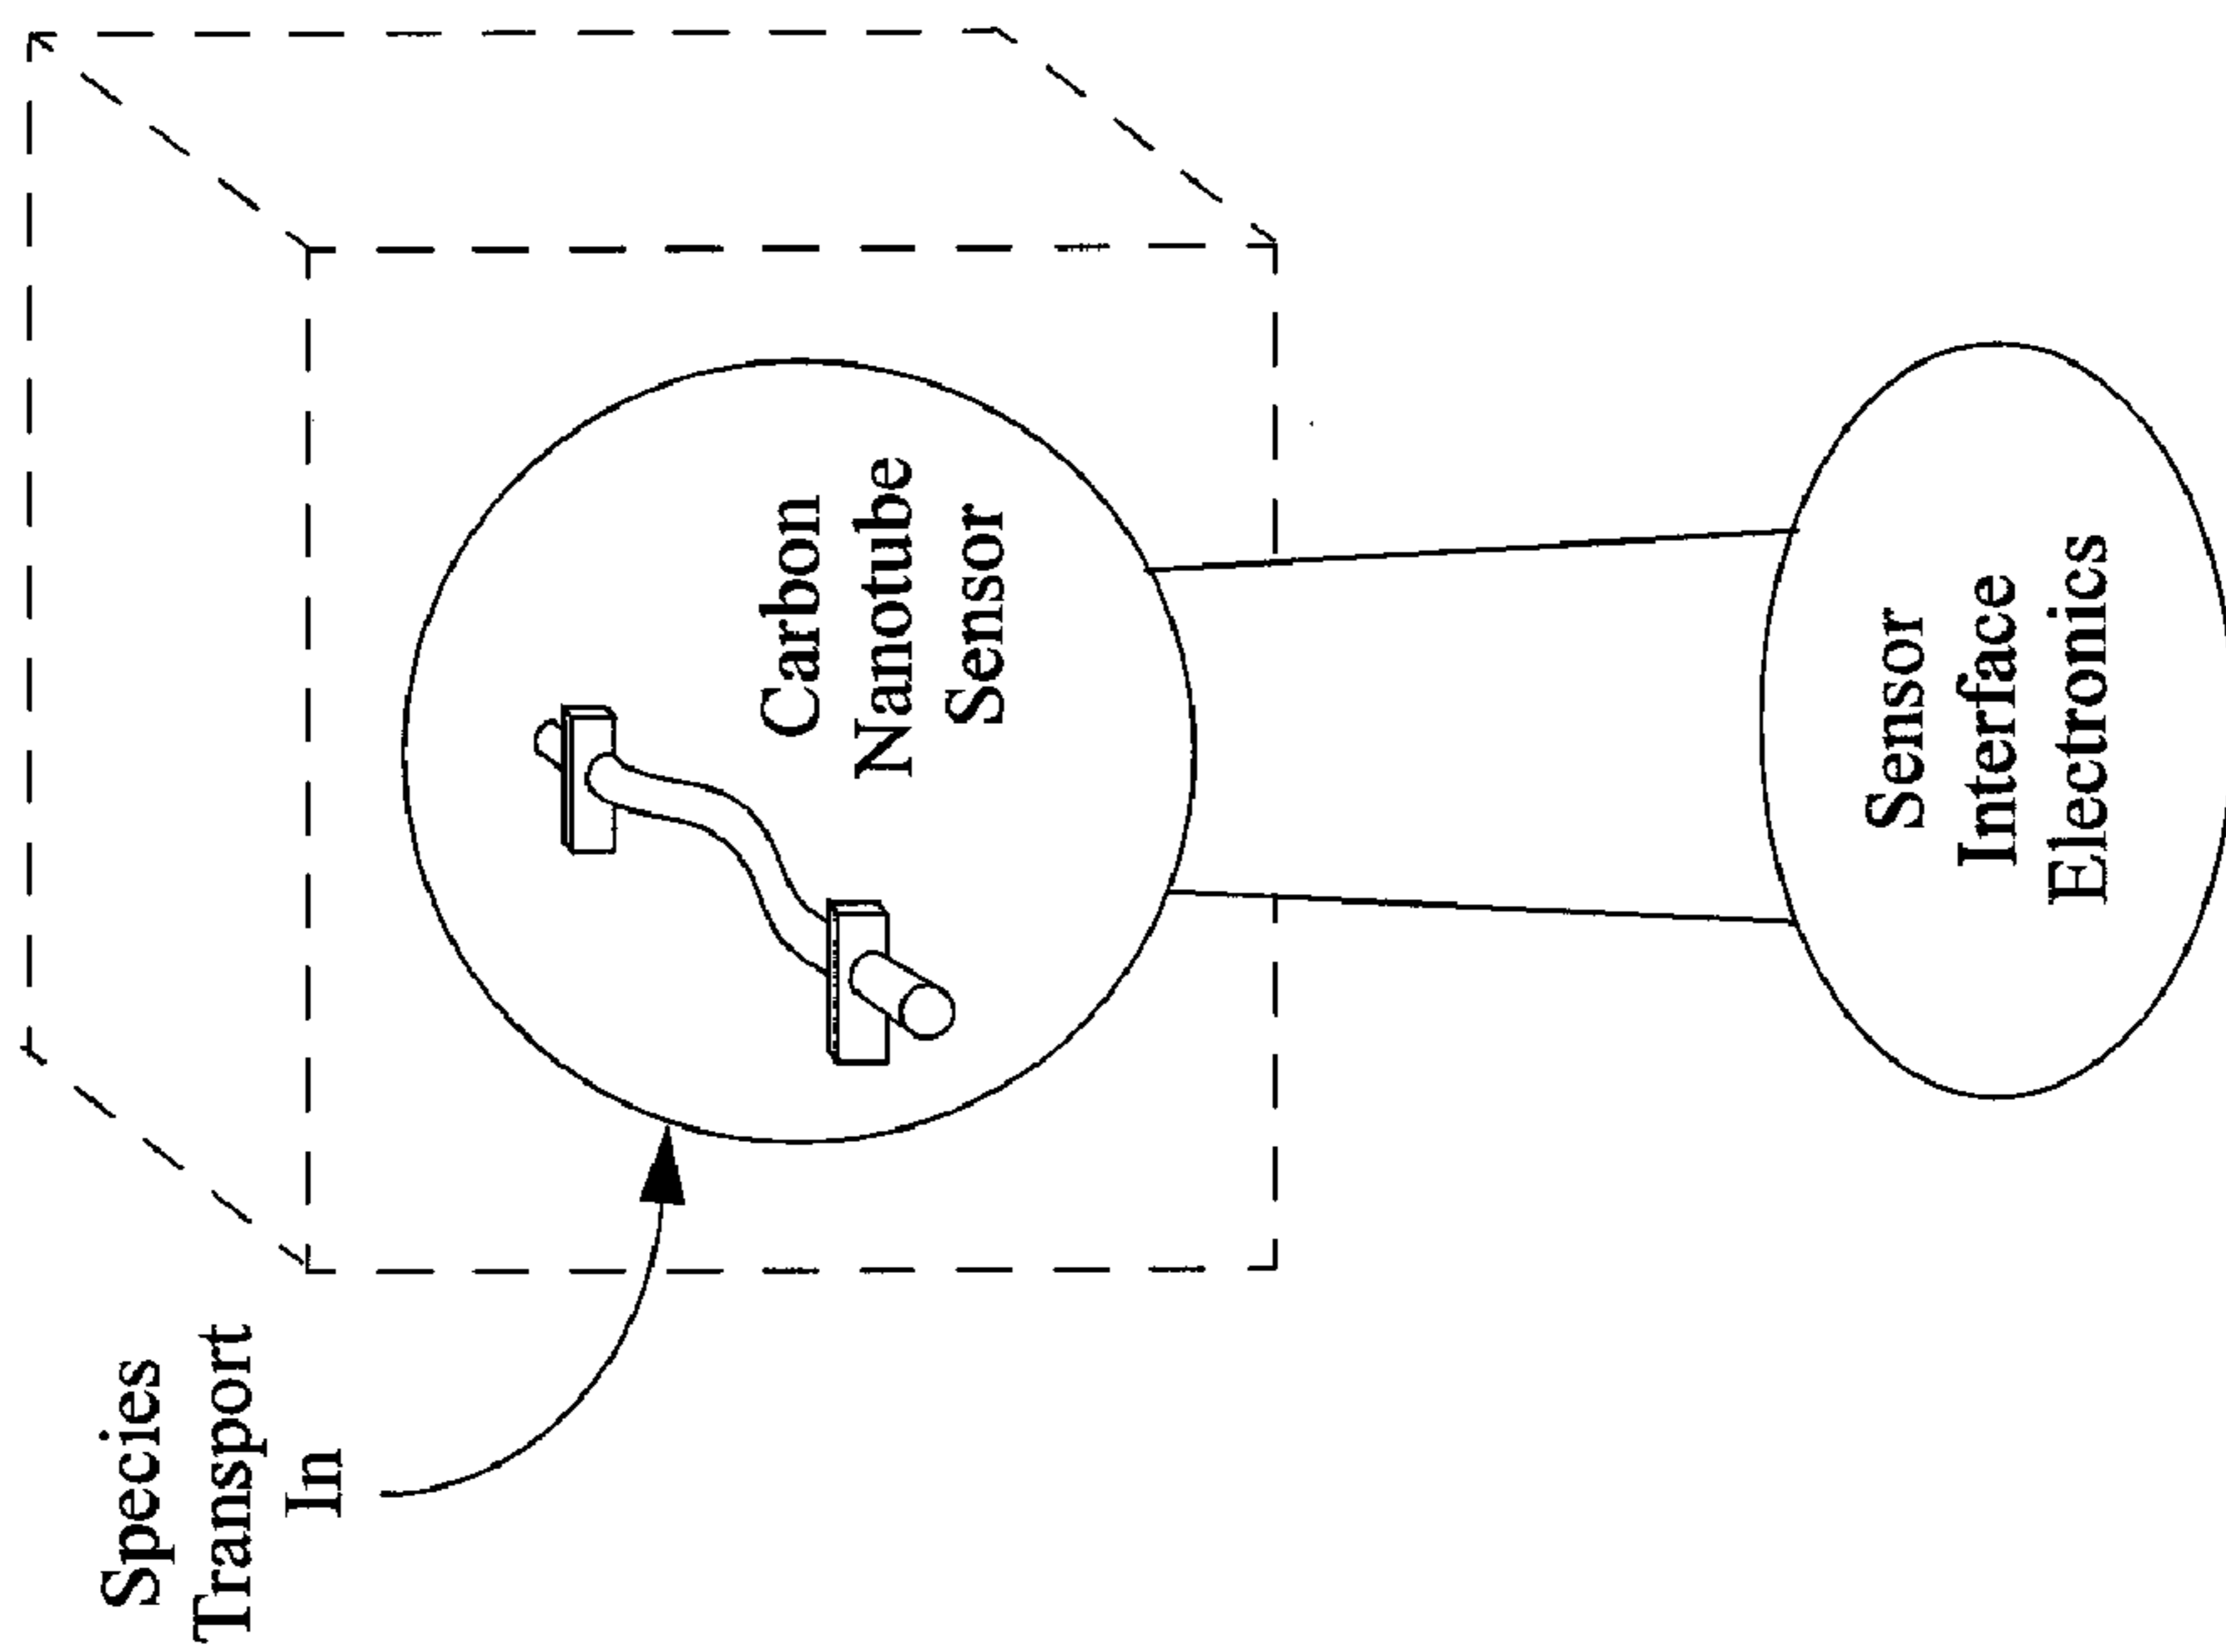 Species
Transport
In
Carbon
Nanotube
Sensor
Sensor
Interface
Electronics